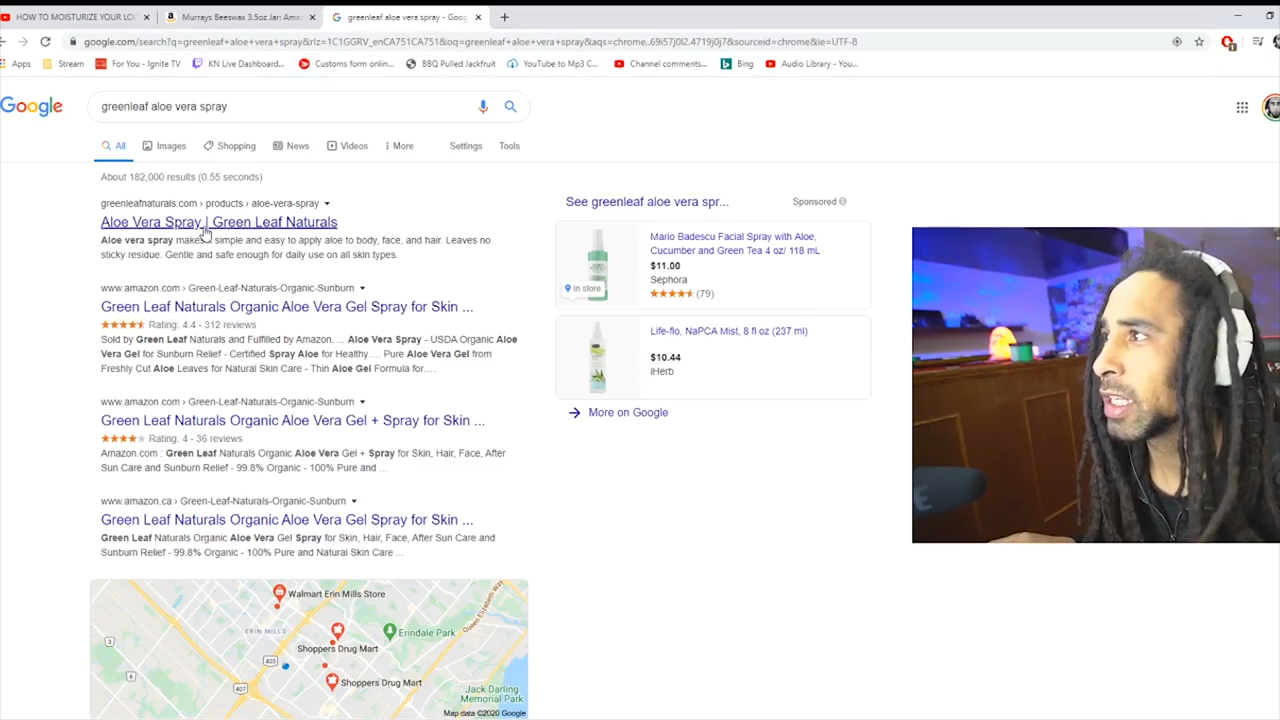 HOW TO MOISTURIZE YOUR LOC
Murrays Beeswax 3.5oz Jar: Amaz
greenleaf aloe vera spray - Goog
google.com/search?q=greenleaf+aloe+vera+spray&rlz=1C1GGRV_enCA751CA751&oq=greenleaf+aloe+vera+spray&aqs=chrome..69i57j0l2.4719j0j7&sourceid=chrome&ie=UTF-8
Apps
Stream
For You - Ignite TV
KN Live Dashboard...
Customs form onlin...
BBQ Pulled Jackfruit
YouTube to Mp3 C...
Channel comments...
Bing
Audio Library - You...
Google
greenleaf aloe vera spray
All
Images
Shopping
News
Videos
More
Settings
Tools
About 182,000 results (0.55 seconds)
greenleafnaturals.com › products › aloe-vera-spray
Aloe Vera Spray | Green Leaf Naturals
Aloe vera spray makes simple and easy to apply aloe to body, face, and hair. Leaves no
sticky residue. Gentle and safe enough for daily use on all skin types.
www.amazon.com › Green-Leaf-Naturals-Organic-Sunburn
Green Leaf Naturals Organic Aloe Vera Gel Spray for Skin ...
Rating: 4.4 - 312 reviews
Sold by Green Leaf Naturals and Fulfilled by Amazon. ... Aloe Vera Spray - USDA Organic Aloe
Vera Gel for Sunburn Relief - Certified Spray Aloe for Healthy.... Pure Aloe Vera Gel from
Freshly Cut Aloe Leaves for Natural Skin Care - Thin Aloe Gel Formula for....
www.amazon.com › Green-Leaf-Naturals-Organic-Sunburn
Green Leaf Naturals Organic Aloe Vera Gel + Spray for Skin ...
Rating: 4 - 36 reviews
Amazon.com : Green Leaf Naturals Organic Aloe Vera Gel + Spray for Skin, Hair, Face, After
Sun Care and Sunburn Relief - 99.8% Organic - 100% Pure and ...
www.amazon.ca › Green-Leaf-Naturals-Organic-Sunburn
Green Leaf Naturals Organic Aloe Vera Gel Spray for Skin ...
Green Leaf Naturals Organic Aloe Vera Gel Spray for Skin, Hair, Face, After Sun Care and
Sunburn Relief - 99.8% Organic - 100% Pure and Natural Skin Care ...
See greenleaf aloe vera spr...
Sponsored
Mario Badescu Facial Spray with Aloe,
Cucumber and Green Tea 4 oz/ 118 mL
$11.00
Sephora
(79)
In store
Life-flo, NaPCA Mist, 8 fl oz (237 ml)
$10.44
iHerb
More on Google
Walmart Erin Mills Store
ERIN MILLS
Erindale Park
Queen Elizabeth Way
Shoppers Drug Mart
Shoppers Drug Mart
3
6
403
407
Jack Darling
Memorial Park
Map data ©2020 Google